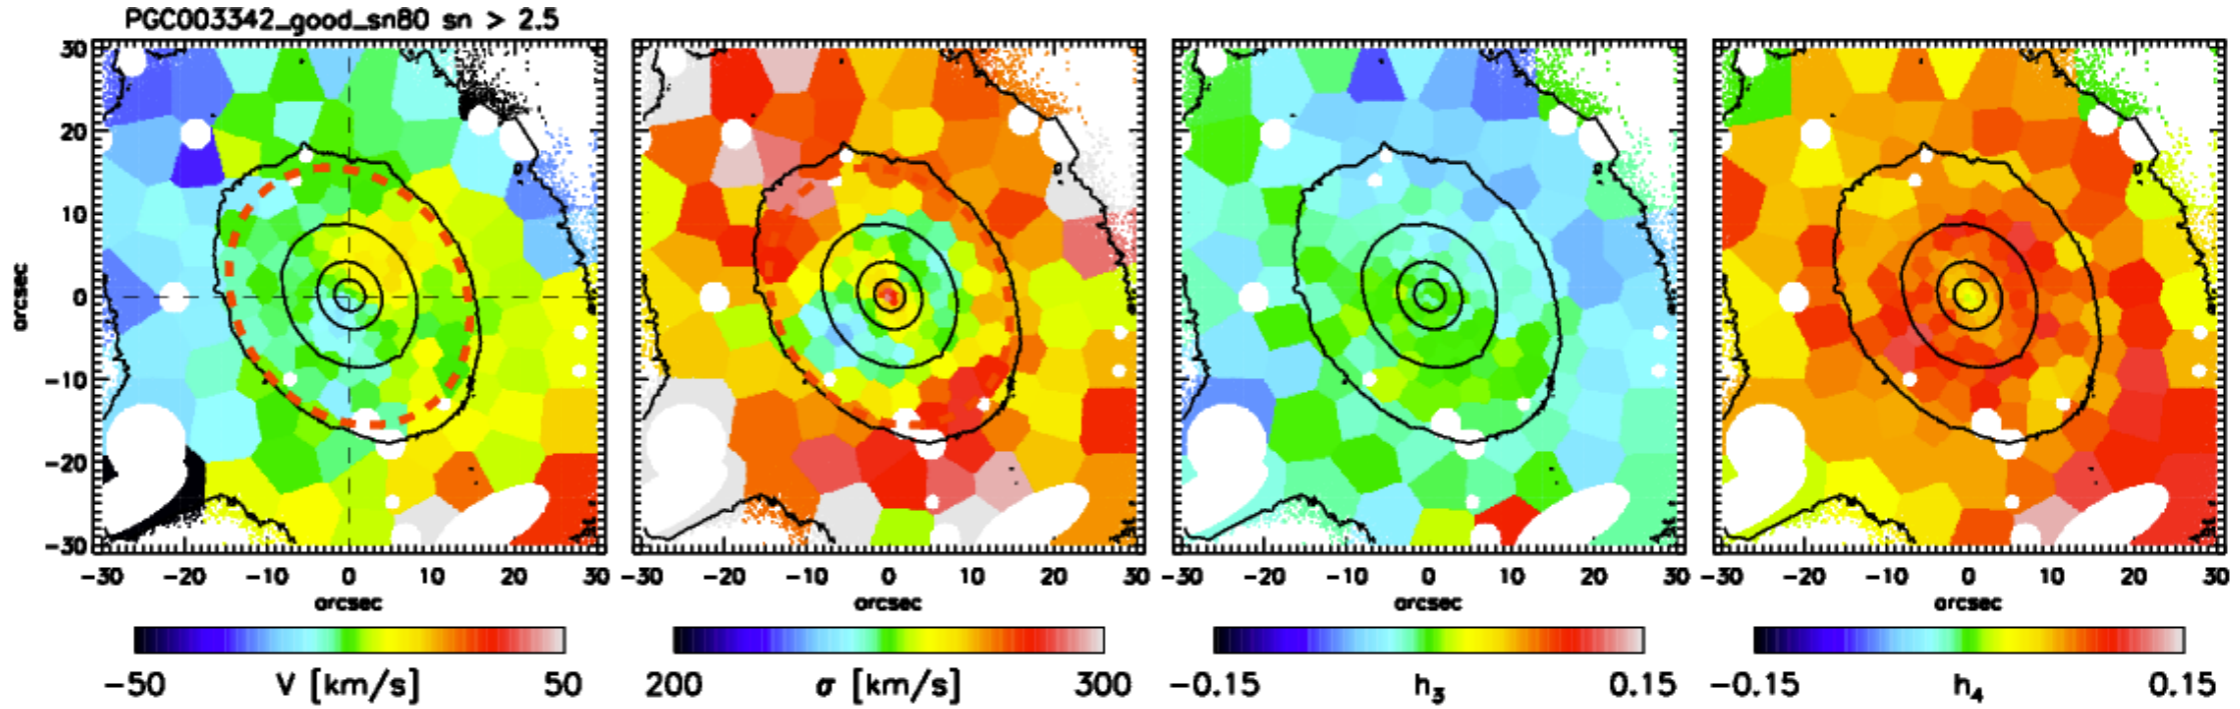 PGC003342_good_sn80 sn > 2.5
30
20
10
0
-10
-20
-30
arcsec
-30 -20 -10 0 10 20 30 -30 -20 -10 0 10 20 30 -30 -20 -10 0 10 20 30 -30 -20 -10 0 10 20 30
arcsec arcsec arcsec arcsec
-50 V [km/s] 50 200 σ [km/s] 300 -0.15 h₃ 0.15 -0.15 h₄ 0.15